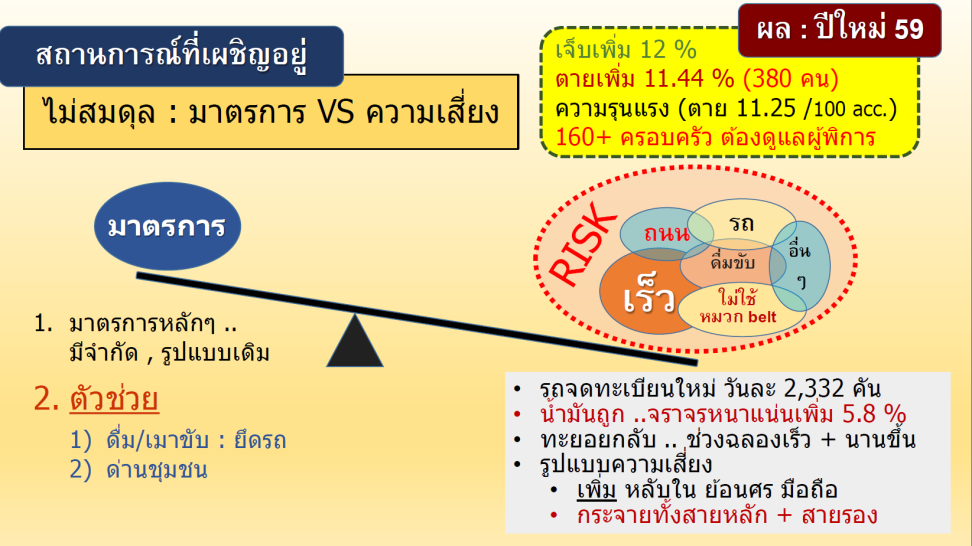 สถานการณ์ที่เผชิญอยู่
ไม่สมดุล : มาตรการ VS ความเสี่ยง
ผล : ปีใหม่ 59
เจ็บเพิ่ม 12 %
ตายเพิ่ม 11.44 % (380 คน)
ความรุนแรง (ตาย 11.25 /100 acc.)
160+ ครอบครัว ต้องดูแลผู้พิการ
มาตรการ
RISK
ถนน
รถ
ดื่มขับ
อื่น
ๆ
เร็ว
ไม่ใช้
หมวก belt
1. มาตรการหลักๆ ..
มีจำกัด , รูปแบบเดิม
2. ตัวช่วย
1) ดื่ม/เมาขับ : ยึดรถ
2) ด่านชุมชน
• รถจดทะเบียนใหม่ วันละ 2,332 คัน
• น้ำมันถูก ..จราจรหนาแน่นเพิ่ม 5.8 %
• ทะยอยกลับ .. ช่วงฉลองเร็ว + นานขึ้น
• รูปแบบความเสี่ยง
• เพิ่ม หลับใน ย้อนศร มือถือ
• กระจายทั้งสายหลัก + สายรอง